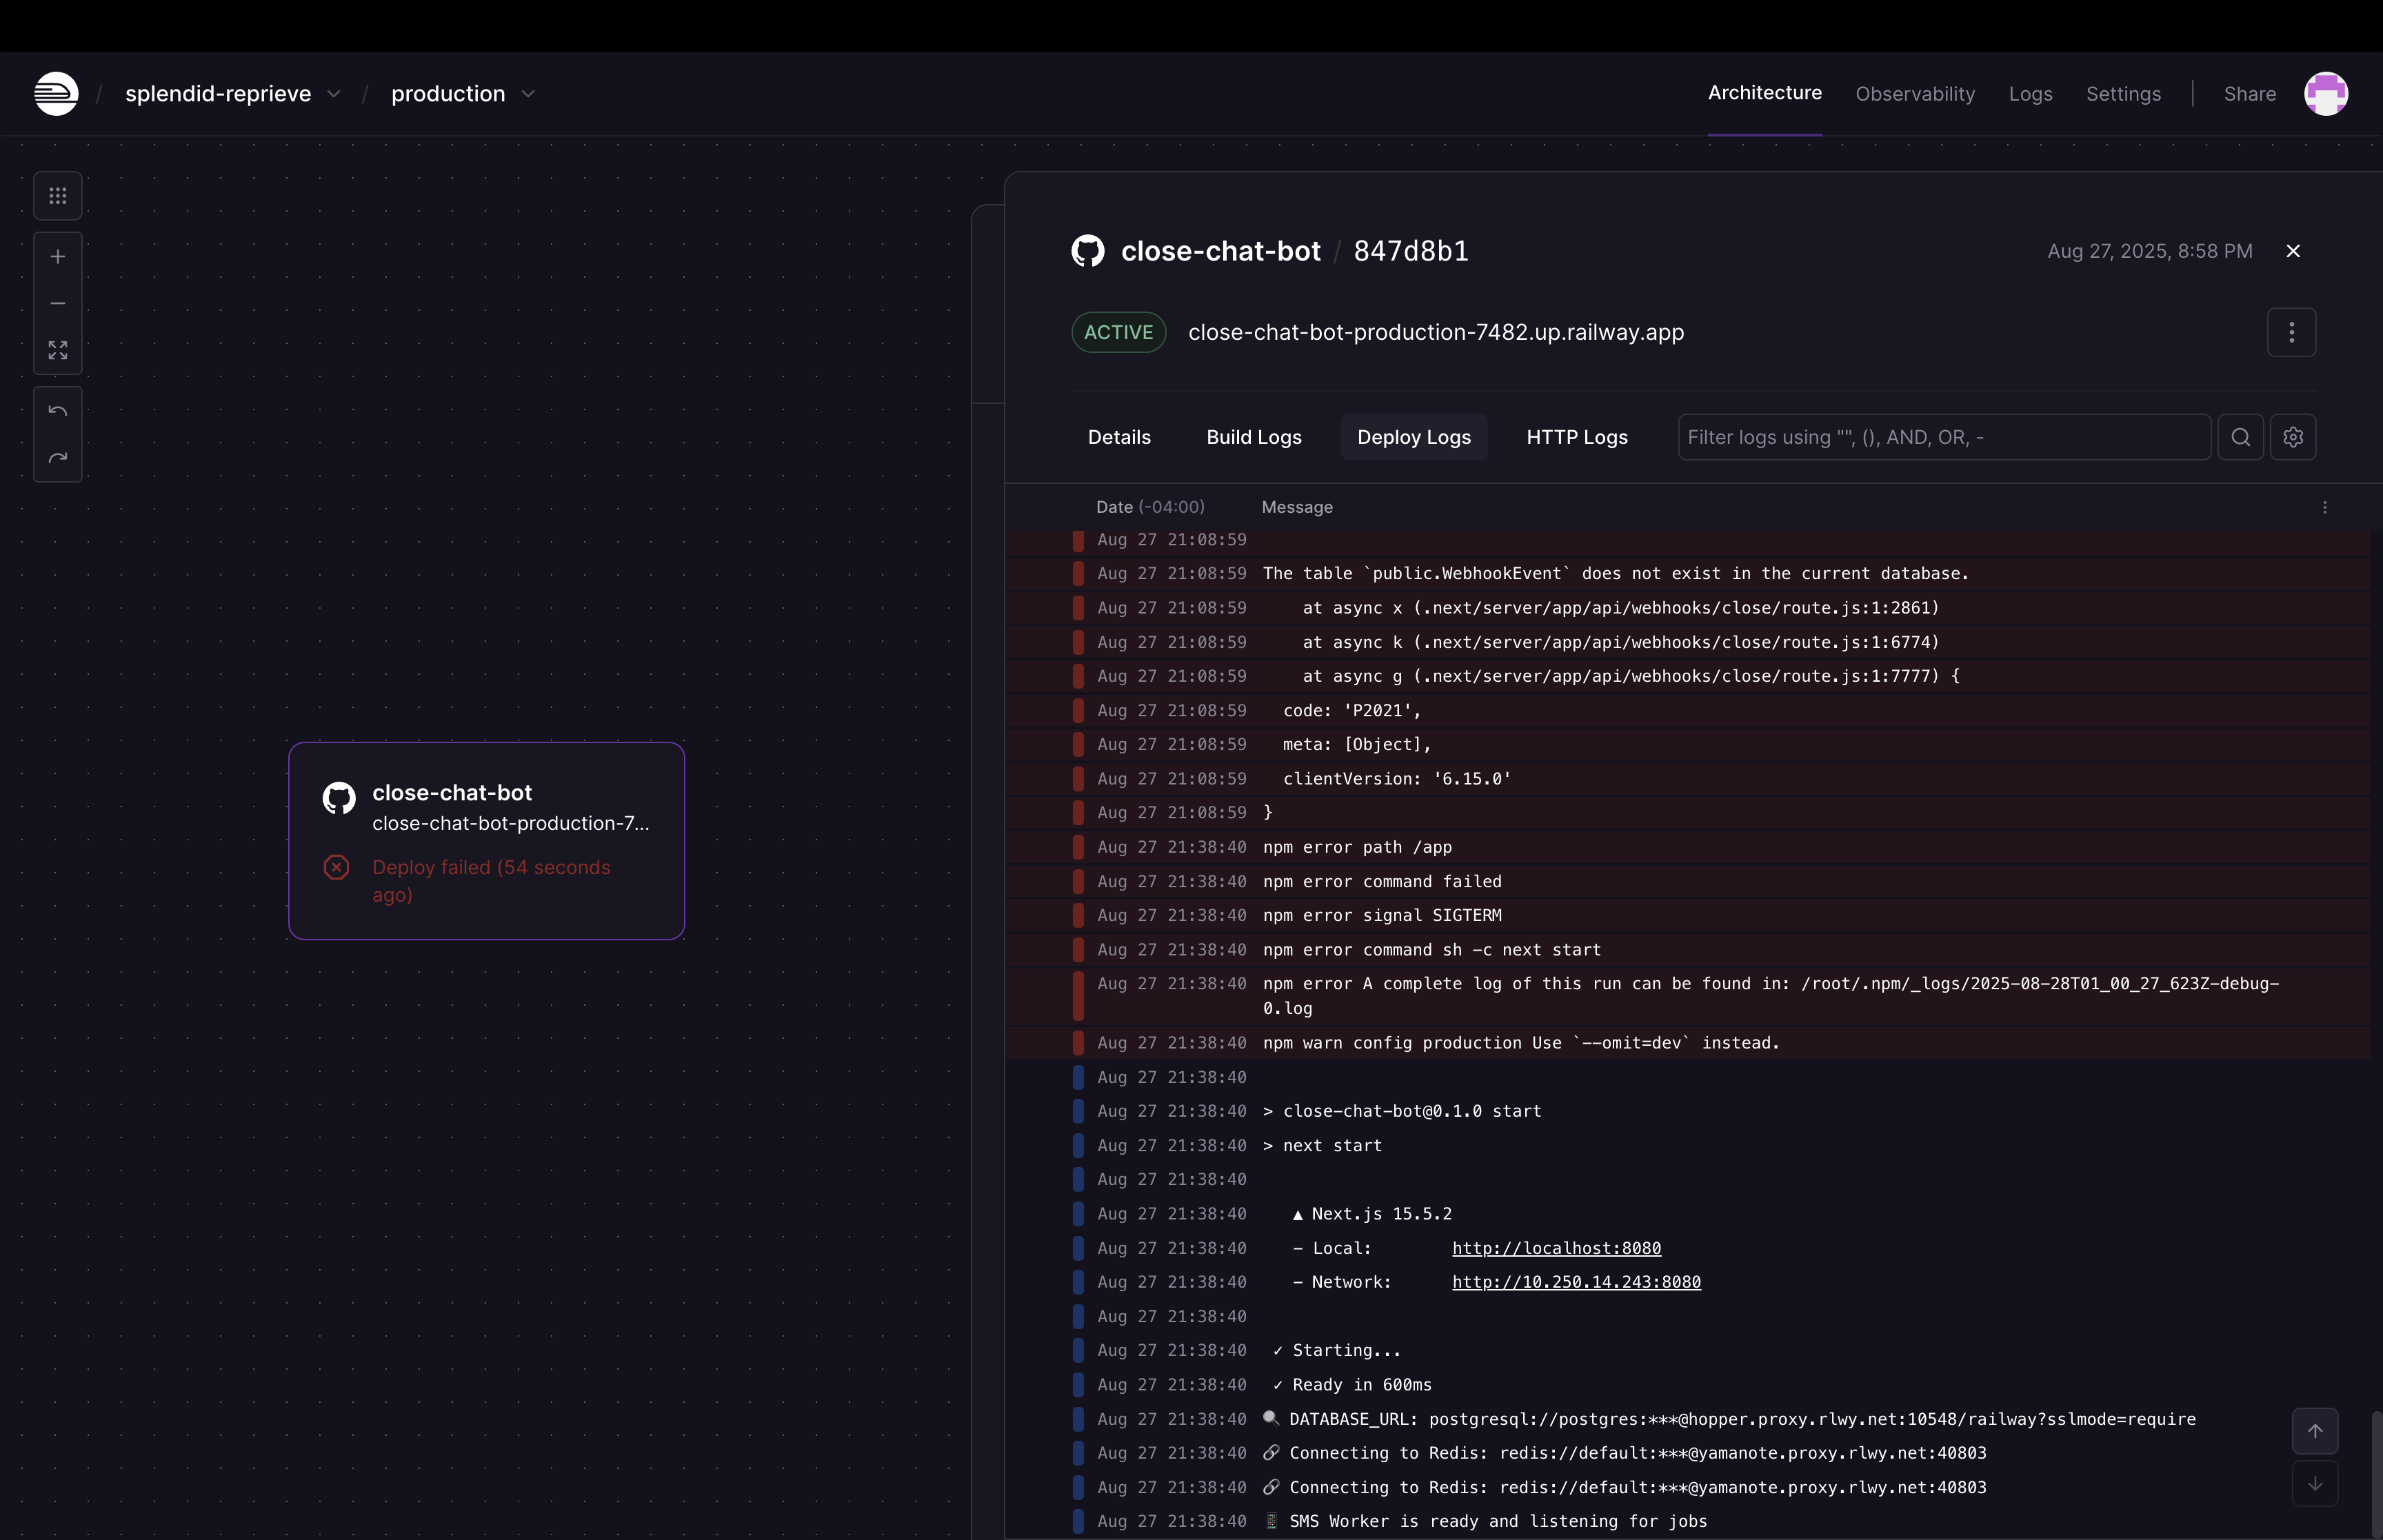 / splendid-reprieve / production
Architecture Observability Logs Settings Share
close-chat-bot / 847d8b1
Aug 27, 2025, 8:58 PM
ACTIVE close-chat-bot-production-7482.up.railway.app
Details Build Logs Deploy Logs HTTP Logs Filter logs using "", (), AND, OR, -
Date (-04:00) Message
Aug 27 21:08:59
Aug 27 21:08:59 The table `public.WebhookEvent` does not exist in the current database.
Aug 27 21:08:59 at async x (.next/server/app/api/webhooks/close/route.js:1:2861)
Aug 27 21:08:59 at async k (.next/server/app/api/webhooks/close/route.js:1:6774)
Aug 27 21:08:59 at async g (.next/server/app/api/webhooks/close/route.js:1:7777) {
Aug 27 21:08:59 code: 'P2021',
Aug 27 21:08:59 meta: [Object],
Aug 27 21:08:59 clientVersion: '6.15.0'
Aug 27 21:08:59 }
Aug 27 21:38:40 npm error path /app
Aug 27 21:38:40 npm error command failed
Aug 27 21:38:40 npm error signal SIGTERM
Aug 27 21:38:40 npm error command sh -c next start
Aug 27 21:38:40 npm error A complete log of this run can be found in: /root/.npm/_logs/2025-08-28T01_00_27_623Z-debug-
0.log
Aug 27 21:38:40 npm warn config production Use `--omit=dev` instead.
Aug 27 21:38:40
Aug 27 21:38:40 > close-chat-bot@0.1.0 start
Aug 27 21:38:40 > next start
Aug 27 21:38:40
Aug 27 21:38:40 ▲ Next.js 15.5.2
Aug 27 21:38:40 - Local: http://localhost:8080
Aug 27 21:38:40 - Network: http://10.250.14.243:8080
Aug 27 21:38:40
Aug 27 21:38:40 ✓ Starting...
Aug 27 21:38:40 ✓ Ready in 600ms
Aug 27 21:38:40 🔍 DATABASE_URL: postgresql://postgres:***@hopper.proxy.rlwy.net:10548/railway?sslmode=require
Aug 27 21:38:40 🔗 Connecting to Redis: redis://default:***@yamanote.proxy.rlwy.net:40803
Aug 27 21:38:40 🔗 Connecting to Redis: redis://default:***@yamanote.proxy.rlwy.net:40803
Aug 27 21:38:40 📱 SMS Worker is ready and listening for jobs
close-chat-bot
close-chat-bot-production-7...
Deploy failed (54 seconds
ago)